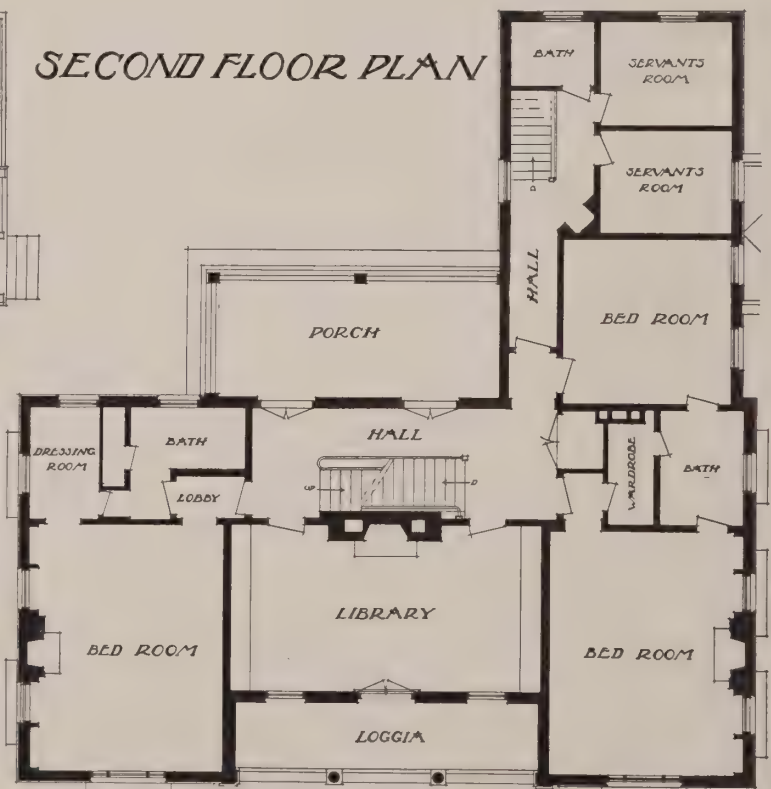 SECOND FLOOR PLAN
BATH
SERVANTS
ROOM
SERVANTS
ROOM
D
HALL
BED ROOM
PORCH
HALL
DRESSING
ROOM
BATH
LOBBY
UP
D
WARDROBE
BATH
LIBRARY
BED ROOM
BED ROOM
LOGGIA